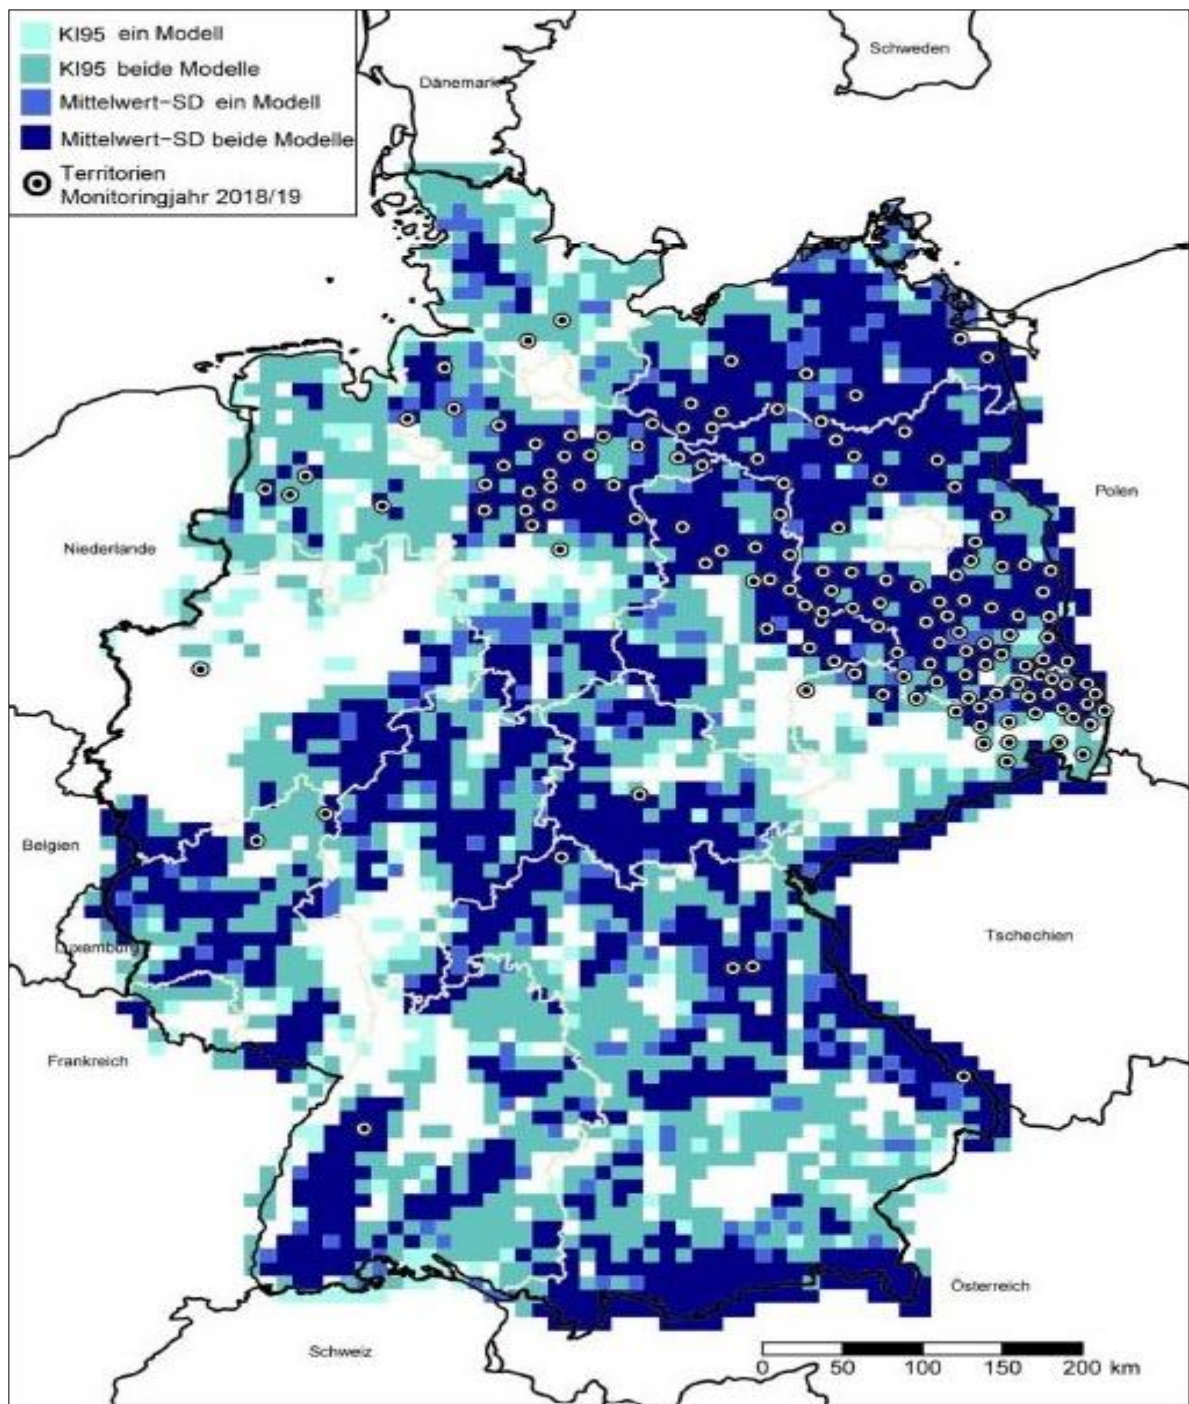 KI95 ein Modell
KI95 beide Modelle
Mittelwert-SD ein Modell
Mittelwert-SD beide Modelle
Territorien
Monitoringjahr 2018/19
Schweden
Dänemark
Polen
Niederlande
Belgien
Luxemburg
Tschechien
Frankreich
Österreich
Schweiz
0 50 100 150 200 km